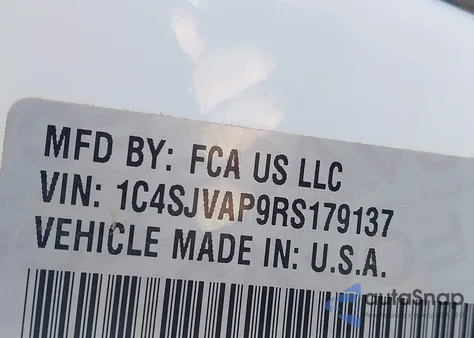 MFD BY: FCA US LLC
VIN: 1C4SJVAP9RS179137
VEHICLE MADE IN: U.S.A.
autoSnap